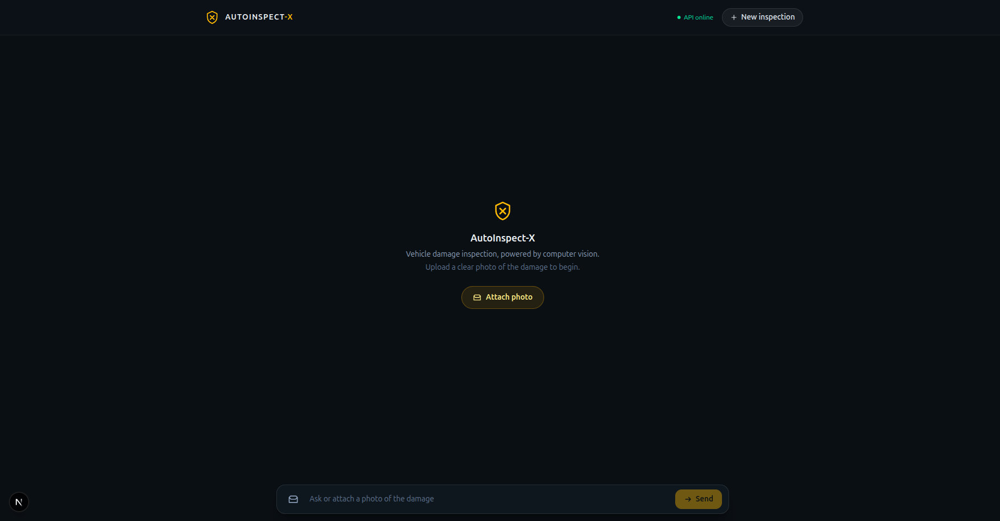 AUTOINSPECT-X
API online
New inspection
AutoInspect-X
Vehicle damage inspection, powered by computer vision.
Upload a clear photo of the damage to begin.
Attach photo
N
Ask or attach a photo of the damage
Send